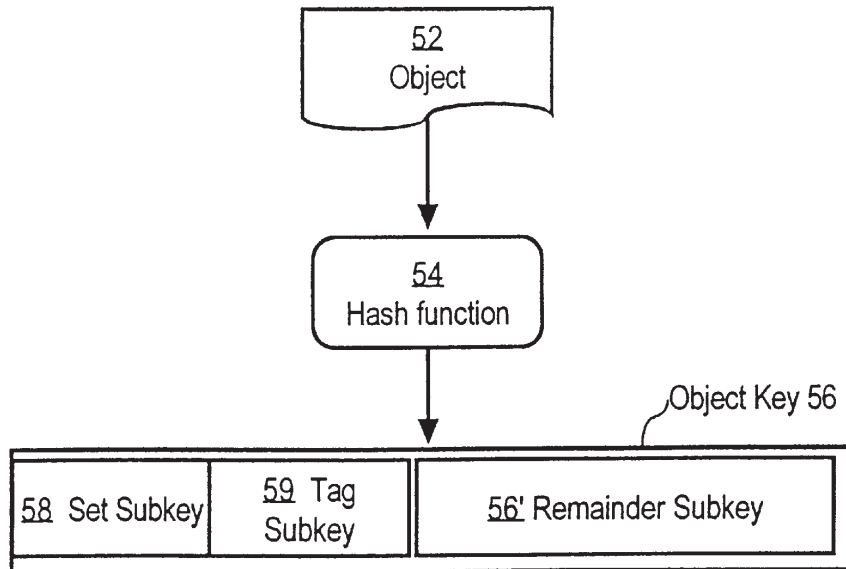 52
Object
54
Hash function
Object Key 56
58 Set Subkey
59 Tag
Subkey
56' Remainder Subkey